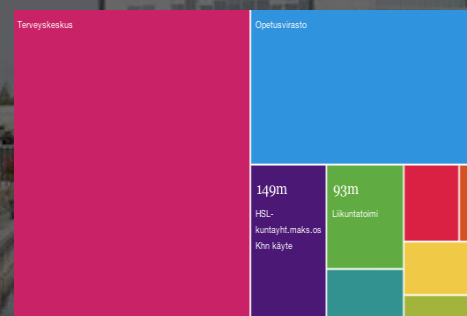 Terveyskeskus
Opetusvirasto
149m
HSL-
kuntayht.maks.os
Khn käyte
93m
Liikuntatoimi